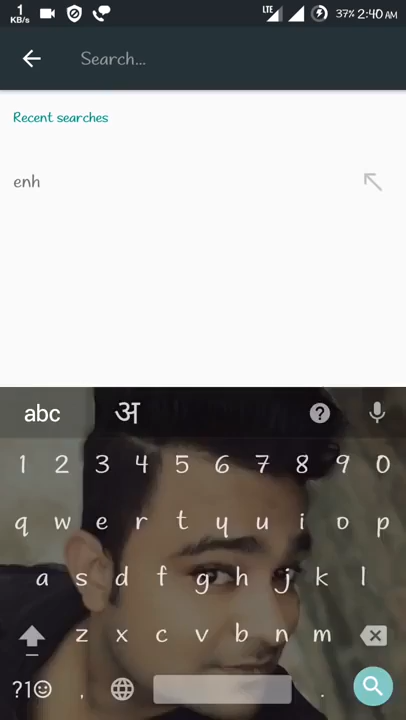 1
KB/s
LTE
37% 2:40 AM
Search...
Recent searches
enh
abc अ ?
1 2 3 4 5 6 7 8 9 0
q w e r t y u i o p
a s d f g h j k l
z x c v b n m
?1☺ , .